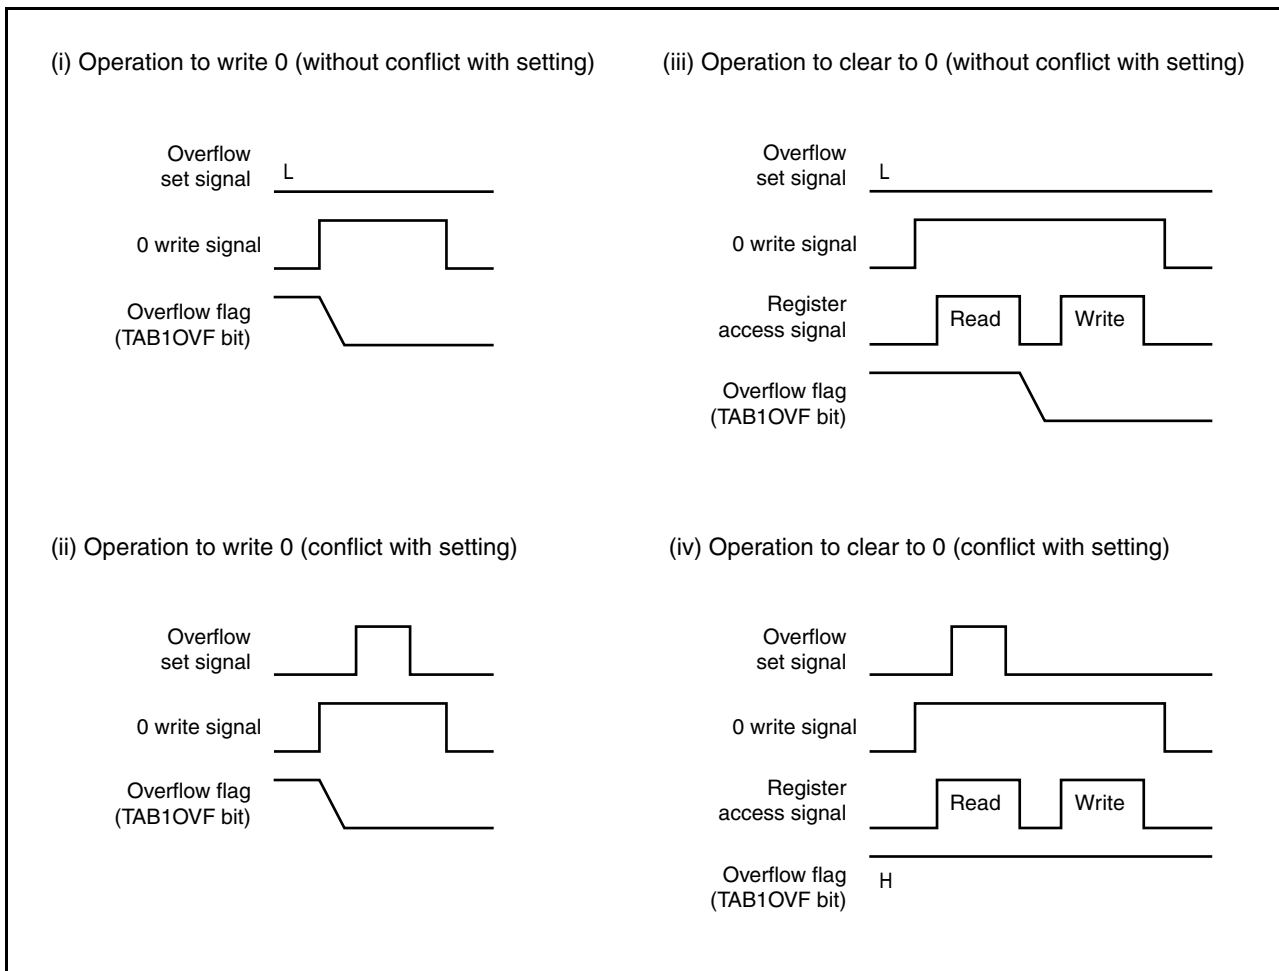 (i) Operation to write 0 (without conflict with setting)
Overflow
set signal
L
0 write signal
Overflow flag
(TAB1OVF bit)
(iii) Operation to clear to 0 (without conflict with setting)
Overflow
set signal
L
0 write signal
Register
access signal
Read
Write
Overflow flag
(TAB1OVF bit)
(ii) Operation to write 0 (conflict with setting)
Overflow
set signal
0 write signal
Overflow flag
(TAB1OVF bit)
(iv) Operation to clear to 0 (conflict with setting)
Overflow
set signal
0 write signal
Register
access signal
Read
Write
Overflow flag
(TAB1OVF bit)
H